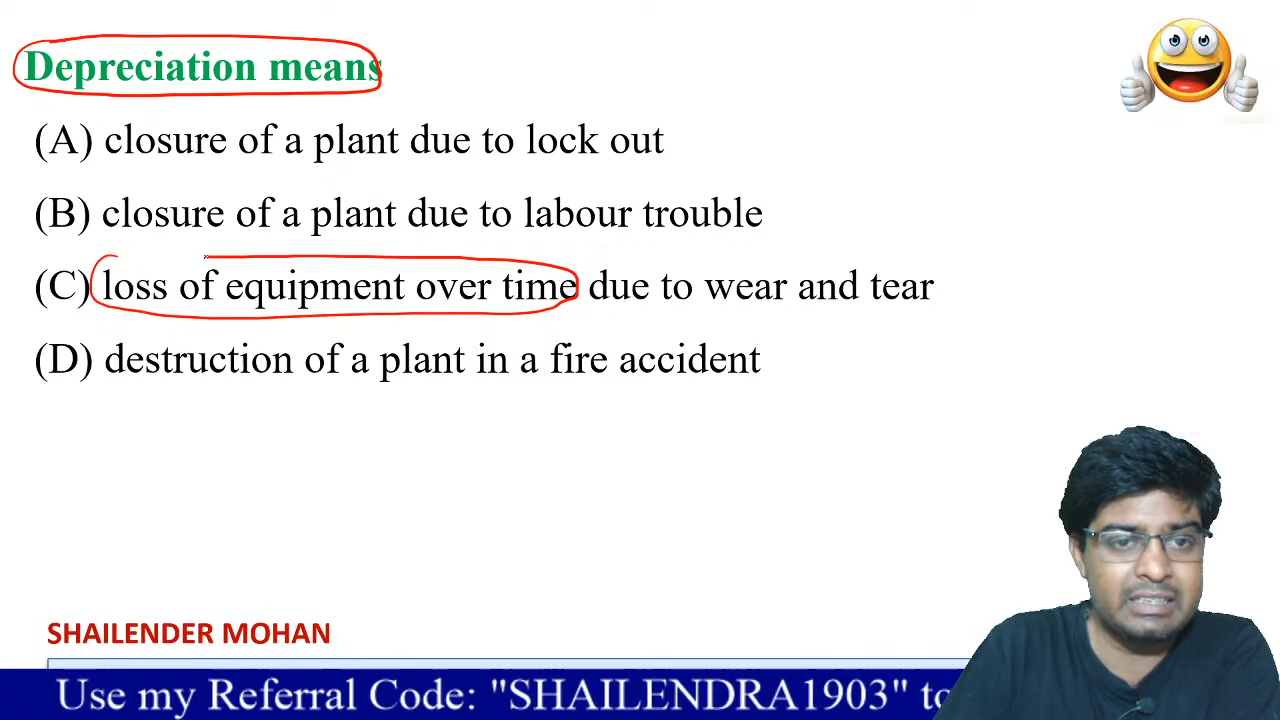 Depreciation means
(A) closure of a plant due to lock out
(B) closure of a plant due to labour trouble
(C) loss of equipment over time due to wear and tear
(D) destruction of a plant in a fire accident
SHAILENDER MOHAN
Use my Referral Code: "SHAILENDRA1903" to